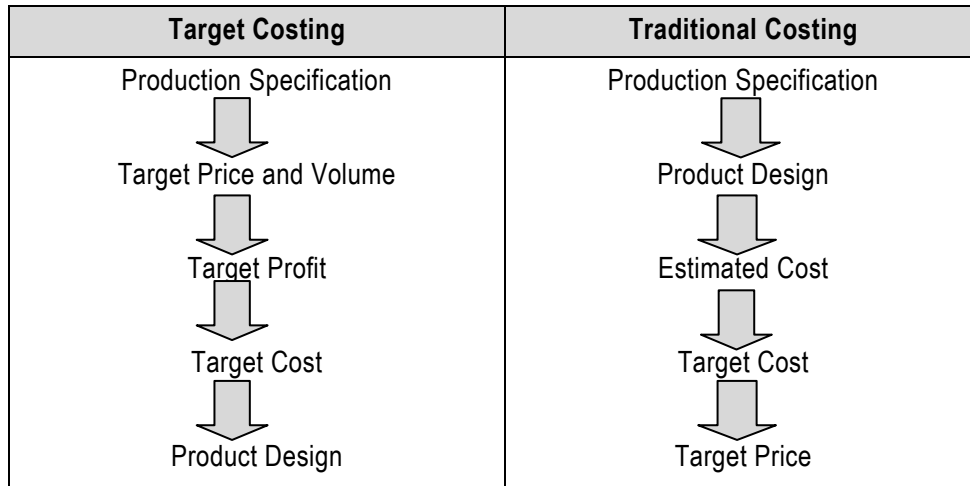 Target Costing
Traditional Costing
Production Specification
Target Price and Volume
Target Profit
Target Cost
Product Design
Production Specification
Product Design
Estimated Cost
Target Cost
Target Price